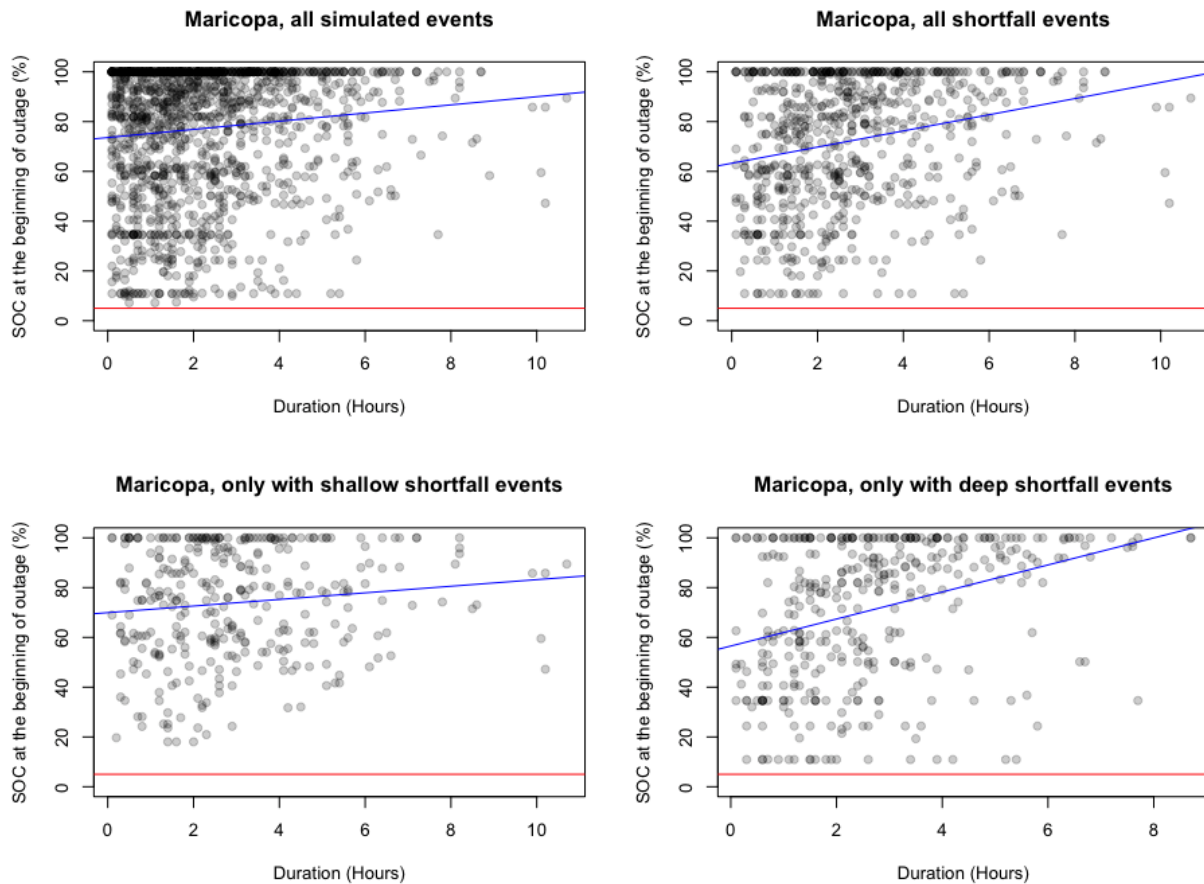 Maricopa, all simulated events
SOC at the beginning of outage (%)
0 20 40 60 80 100
0 2 4 6 8 10
Duration (Hours)
Maricopa, all shortfall events
SOC at the beginning of outage (%)
0 20 40 60 80 100
0 2 4 6 8 10
Duration (Hours)
Maricopa, only with shallow shortfall events
SOC at the beginning of outage (%)
0 20 40 60 80 100
0 2 4 6 8 10
Duration (Hours)
Maricopa, only with deep shortfall events
SOC at the beginning of outage (%)
0 20 40 60 80 100
0 2 4 6 8
Duration (Hours)